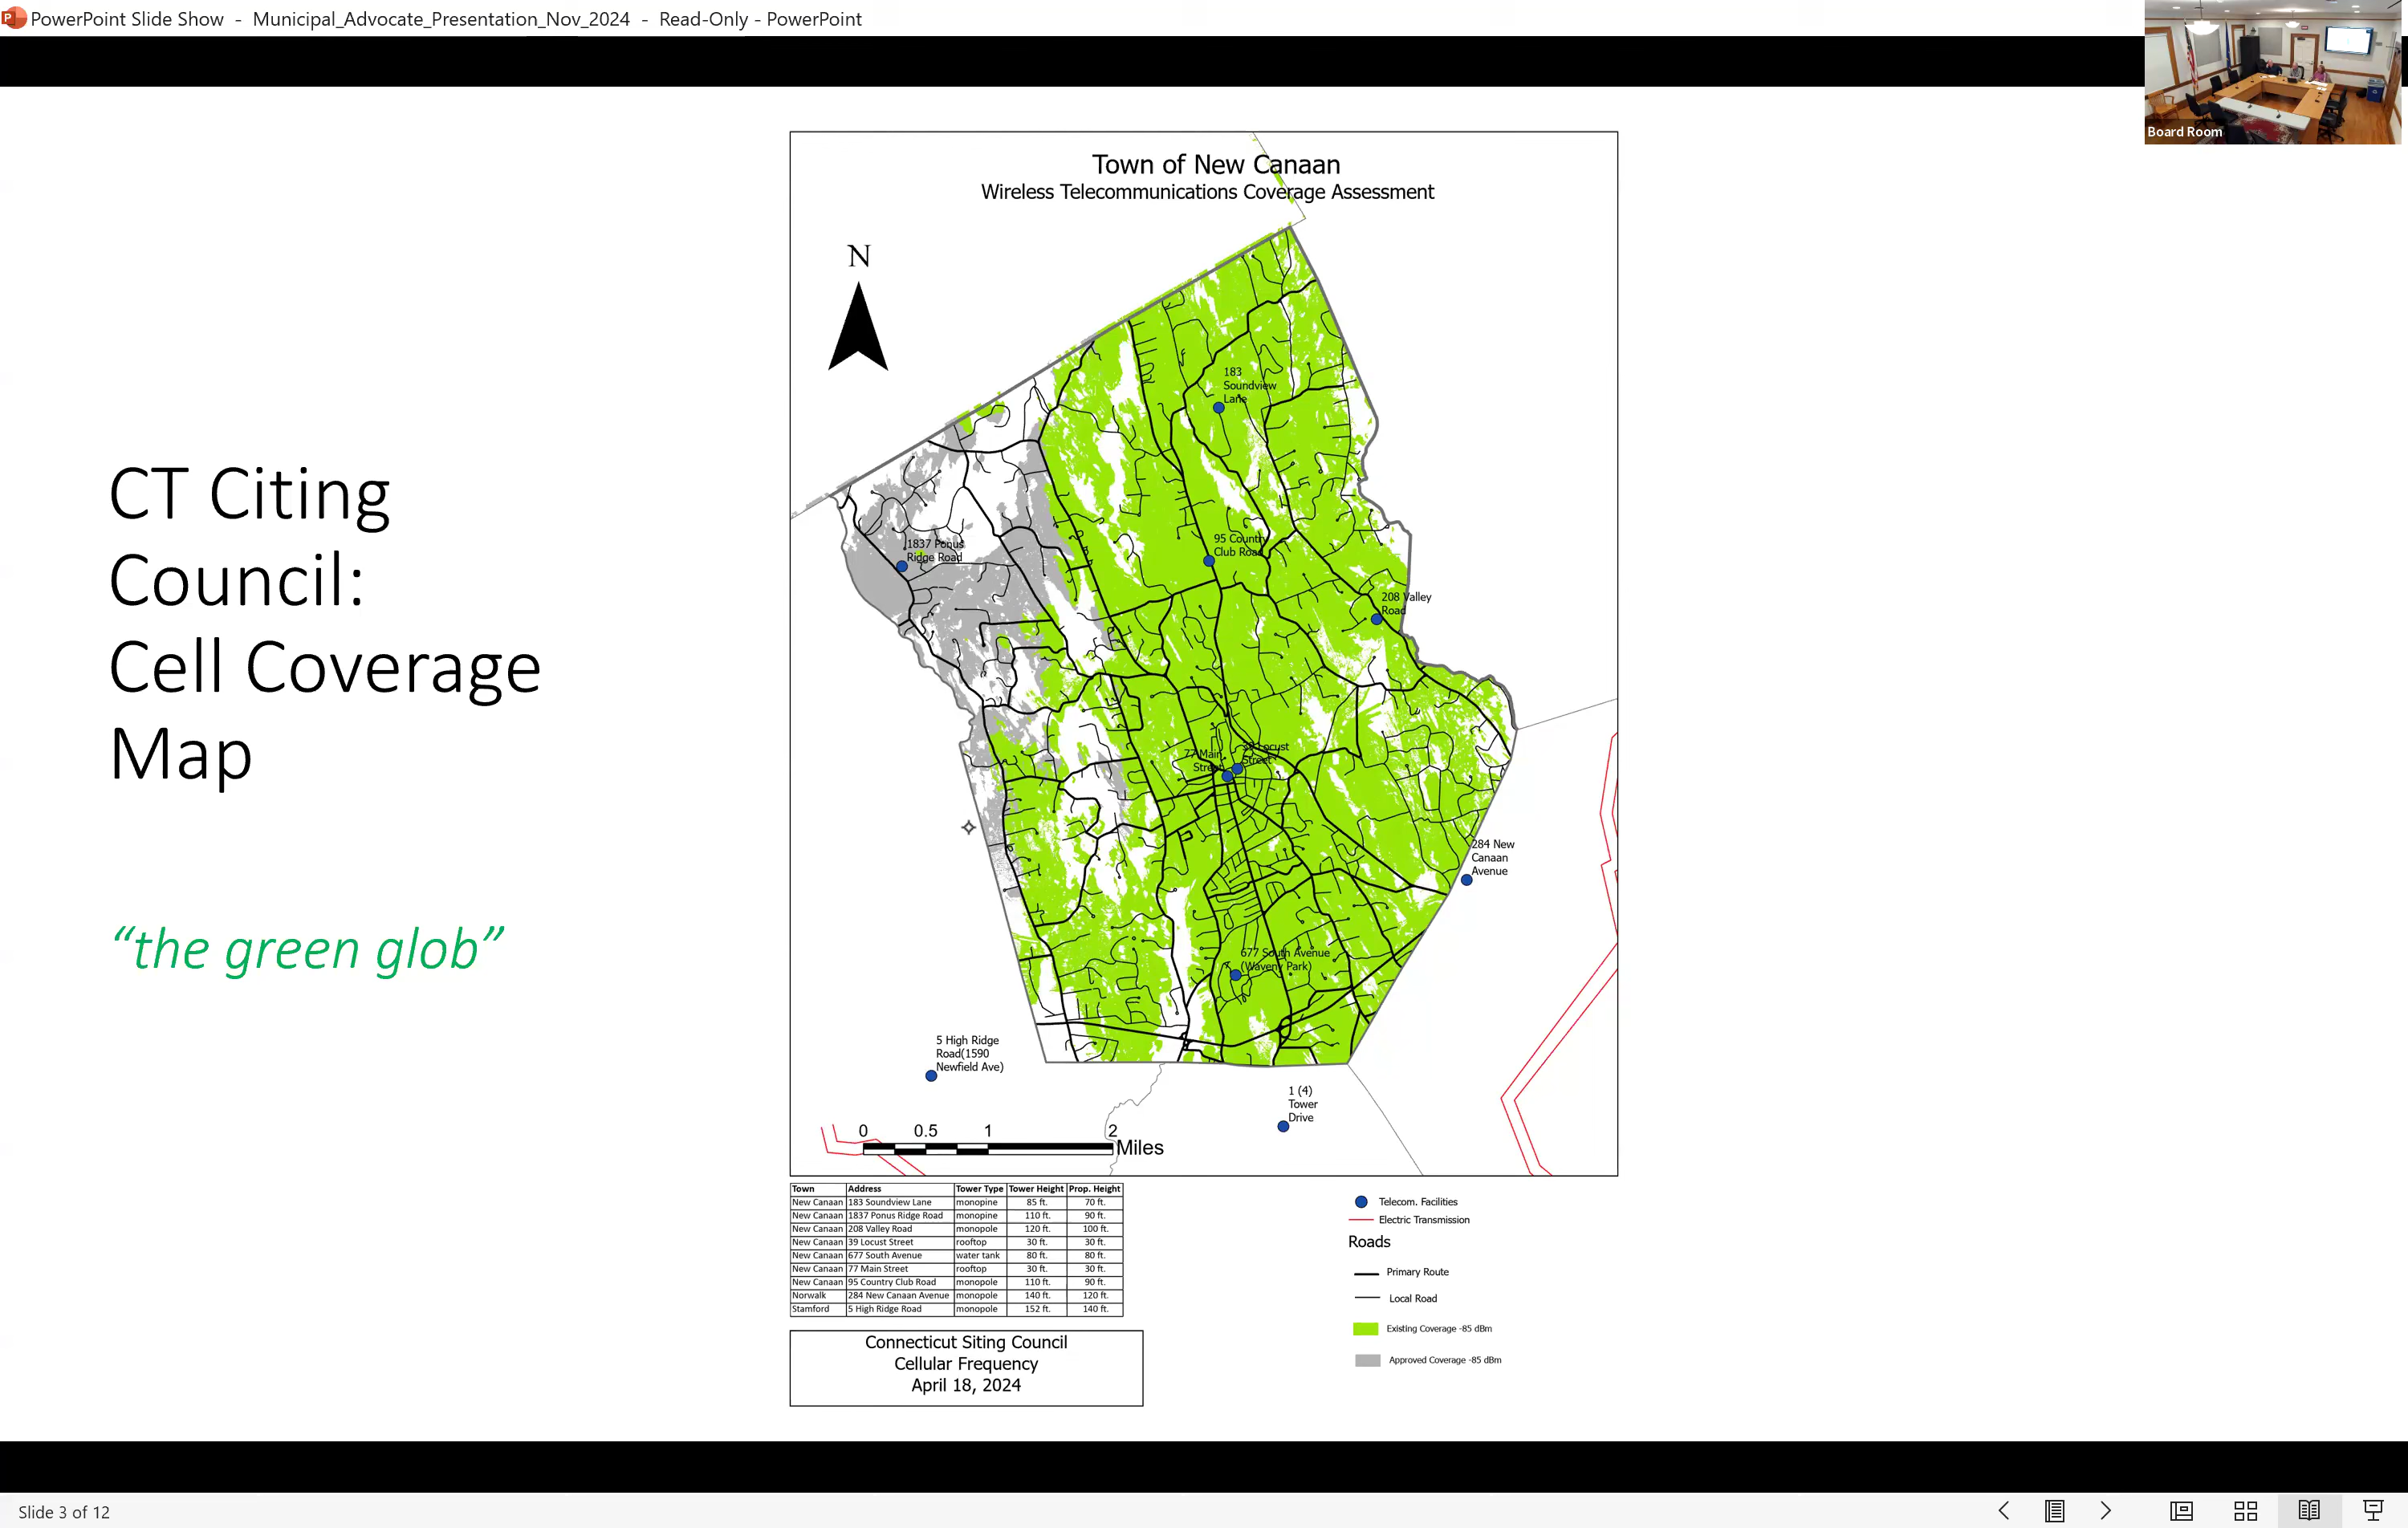 PowerPoint Slide Show - Municipal_Advocate_Presentation_Nov_2024 - Read-Only - PowerPoint
Board Room
CT Citing
Council:
Cell Coverage
Map
“the green glob”
Town of New Canaan
Wireless Telecommunications Coverage Assessment
N
183
Soundview
Lane
1837 Ponus
Ridge Road
95 Country
Club Road
208 Valley
Road
77 Main
Street
39 Locust
Street
284 New
Canaan
Avenue
677 South Avenue
(Waveny Park)
5 High Ridge
Road(1590
Newfield Ave)
1 (4)
Tower
Drive
0 0.5 1 2
Miles
Town Address Tower Type Tower Height Prop. Height
New Canaan 183 Soundview Lane monopine 85 ft. 70 ft.
New Canaan 1837 Ponus Ridge Road monopine 110 ft. 90 ft.
New Canaan 208 Valley Road monopole 120 ft. 100 ft.
New Canaan 39 Locust Street rooftop 30 ft. 30 ft.
New Canaan 677 South Avenue water tank 80 ft. 80 ft.
New Canaan 77 Main Street rooftop 30 ft. 30 ft.
New Canaan 95 Country Club Road monopole 110 ft. 90 ft.
Norwalk 284 New Canaan Avenue monopole 140 ft. 120 ft.
Stamford 5 High Ridge Road monopole 152 ft. 140 ft.
Connecticut Siting Council
Cellular Frequency
April 18, 2024
Telecom. Facilities
Electric Transmission
Roads
Primary Route
Local Road
Existing Coverage -85 dBm
Approved Coverage -85 dBm
Slide 3 of 12